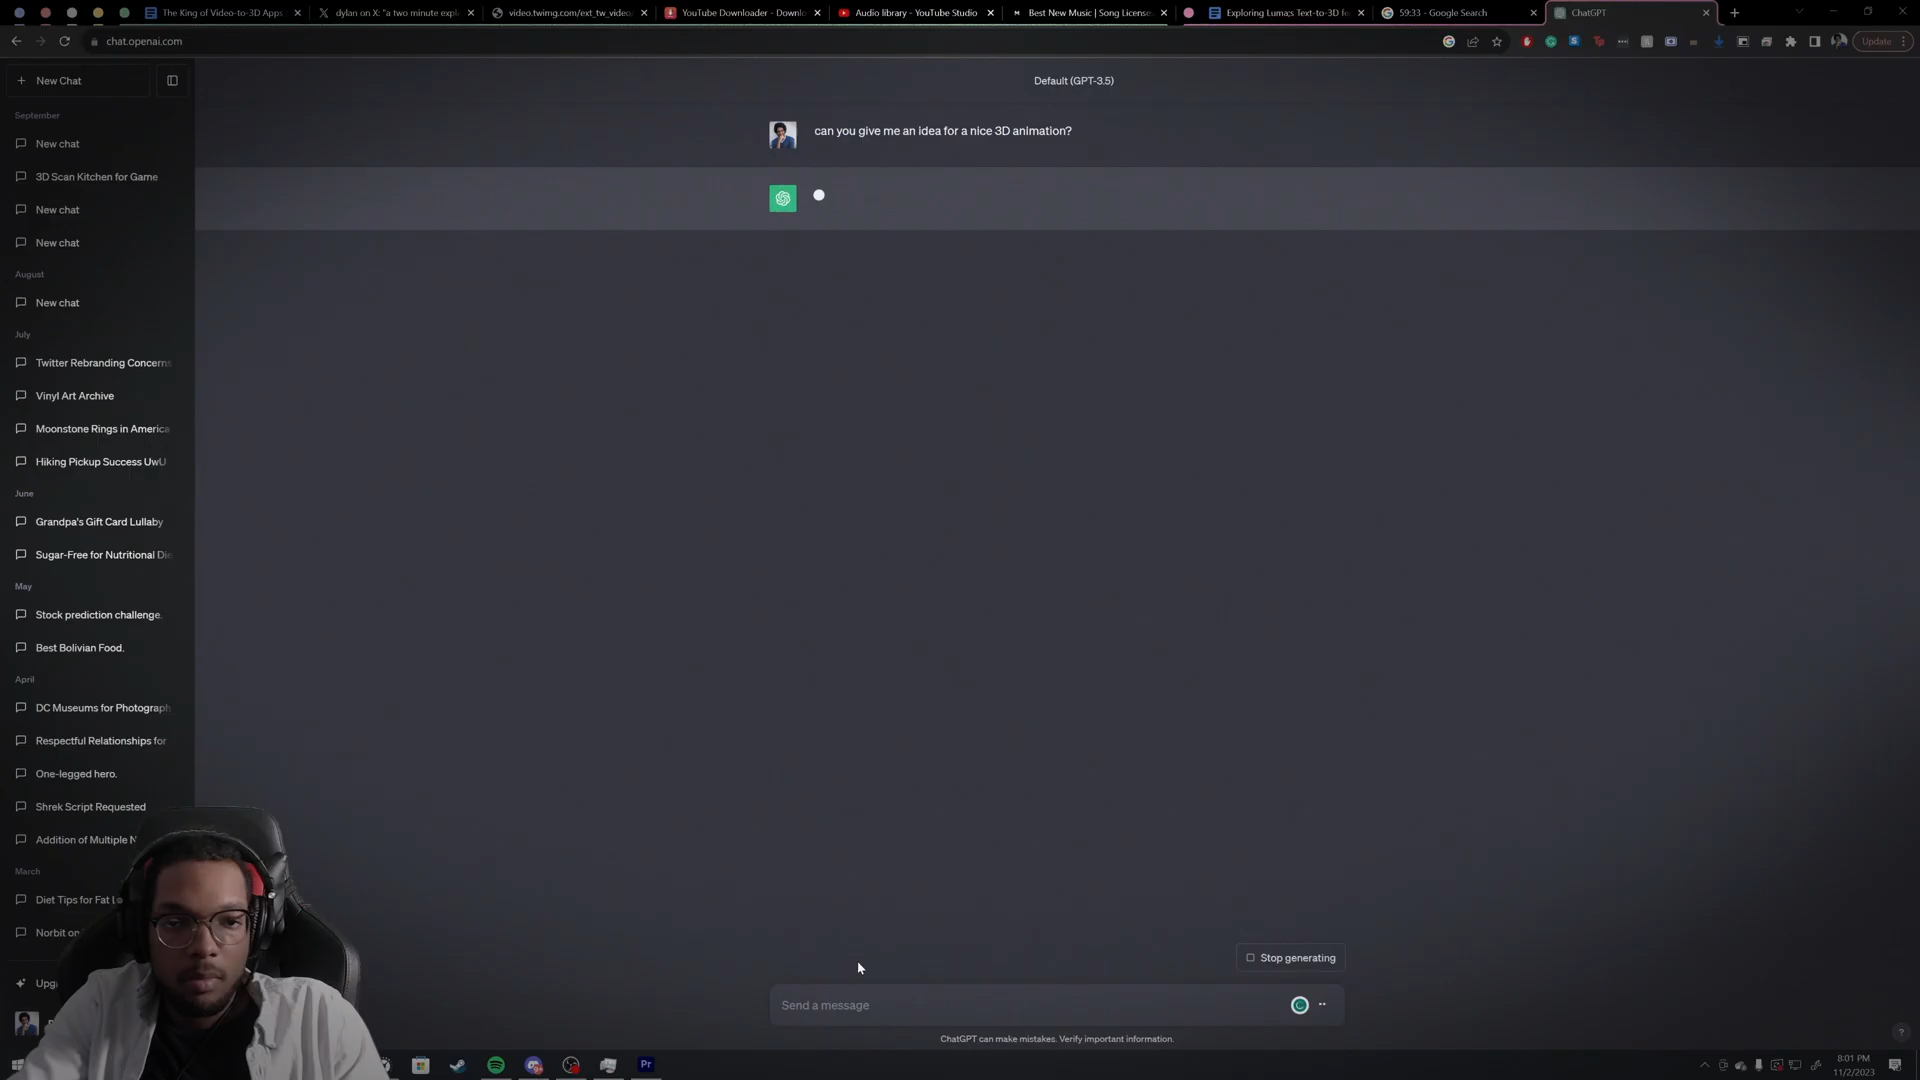 The King of Video-to-3D Apps
dylan on X: "a two minute expl
video.twimg.com/ext_tw_video
YouTube Downloader - Downlo
Audio library - YouTube Studio
Best New Music | Song License
Exploring Luma;s Text-to-3D fo
59:33 - Google Search
ChatGPT
chat.openai.com
Update
New Chat
Default (GPT-3.5)
September
New chat
3D Scan Kitchen for Game
New chat
New chat
August
New chat
July
Twitter Rebranding Concerns
Vinyl Art Archive
Moonstone Rings in America
Hiking Pickup Success UwU
June
Grandpa's Gift Card Lullaby
Sugar-Free for Nutritional Die
May
Stock prediction challenge.
Best Bolivian Food.
April
DC Museums for Photograph
Respectful Relationships for
One-legged hero.
Shrek Script Requested
Addition of Multiple N
March
Diet Tips for Fat L
Norbit on
Upg
can you give me an idea for a nice 3D animation?
Stop generating
Send a message
ChatGPT can make mistakes. Verify important information.
?
Pr
8:01 PM
11/2/2023